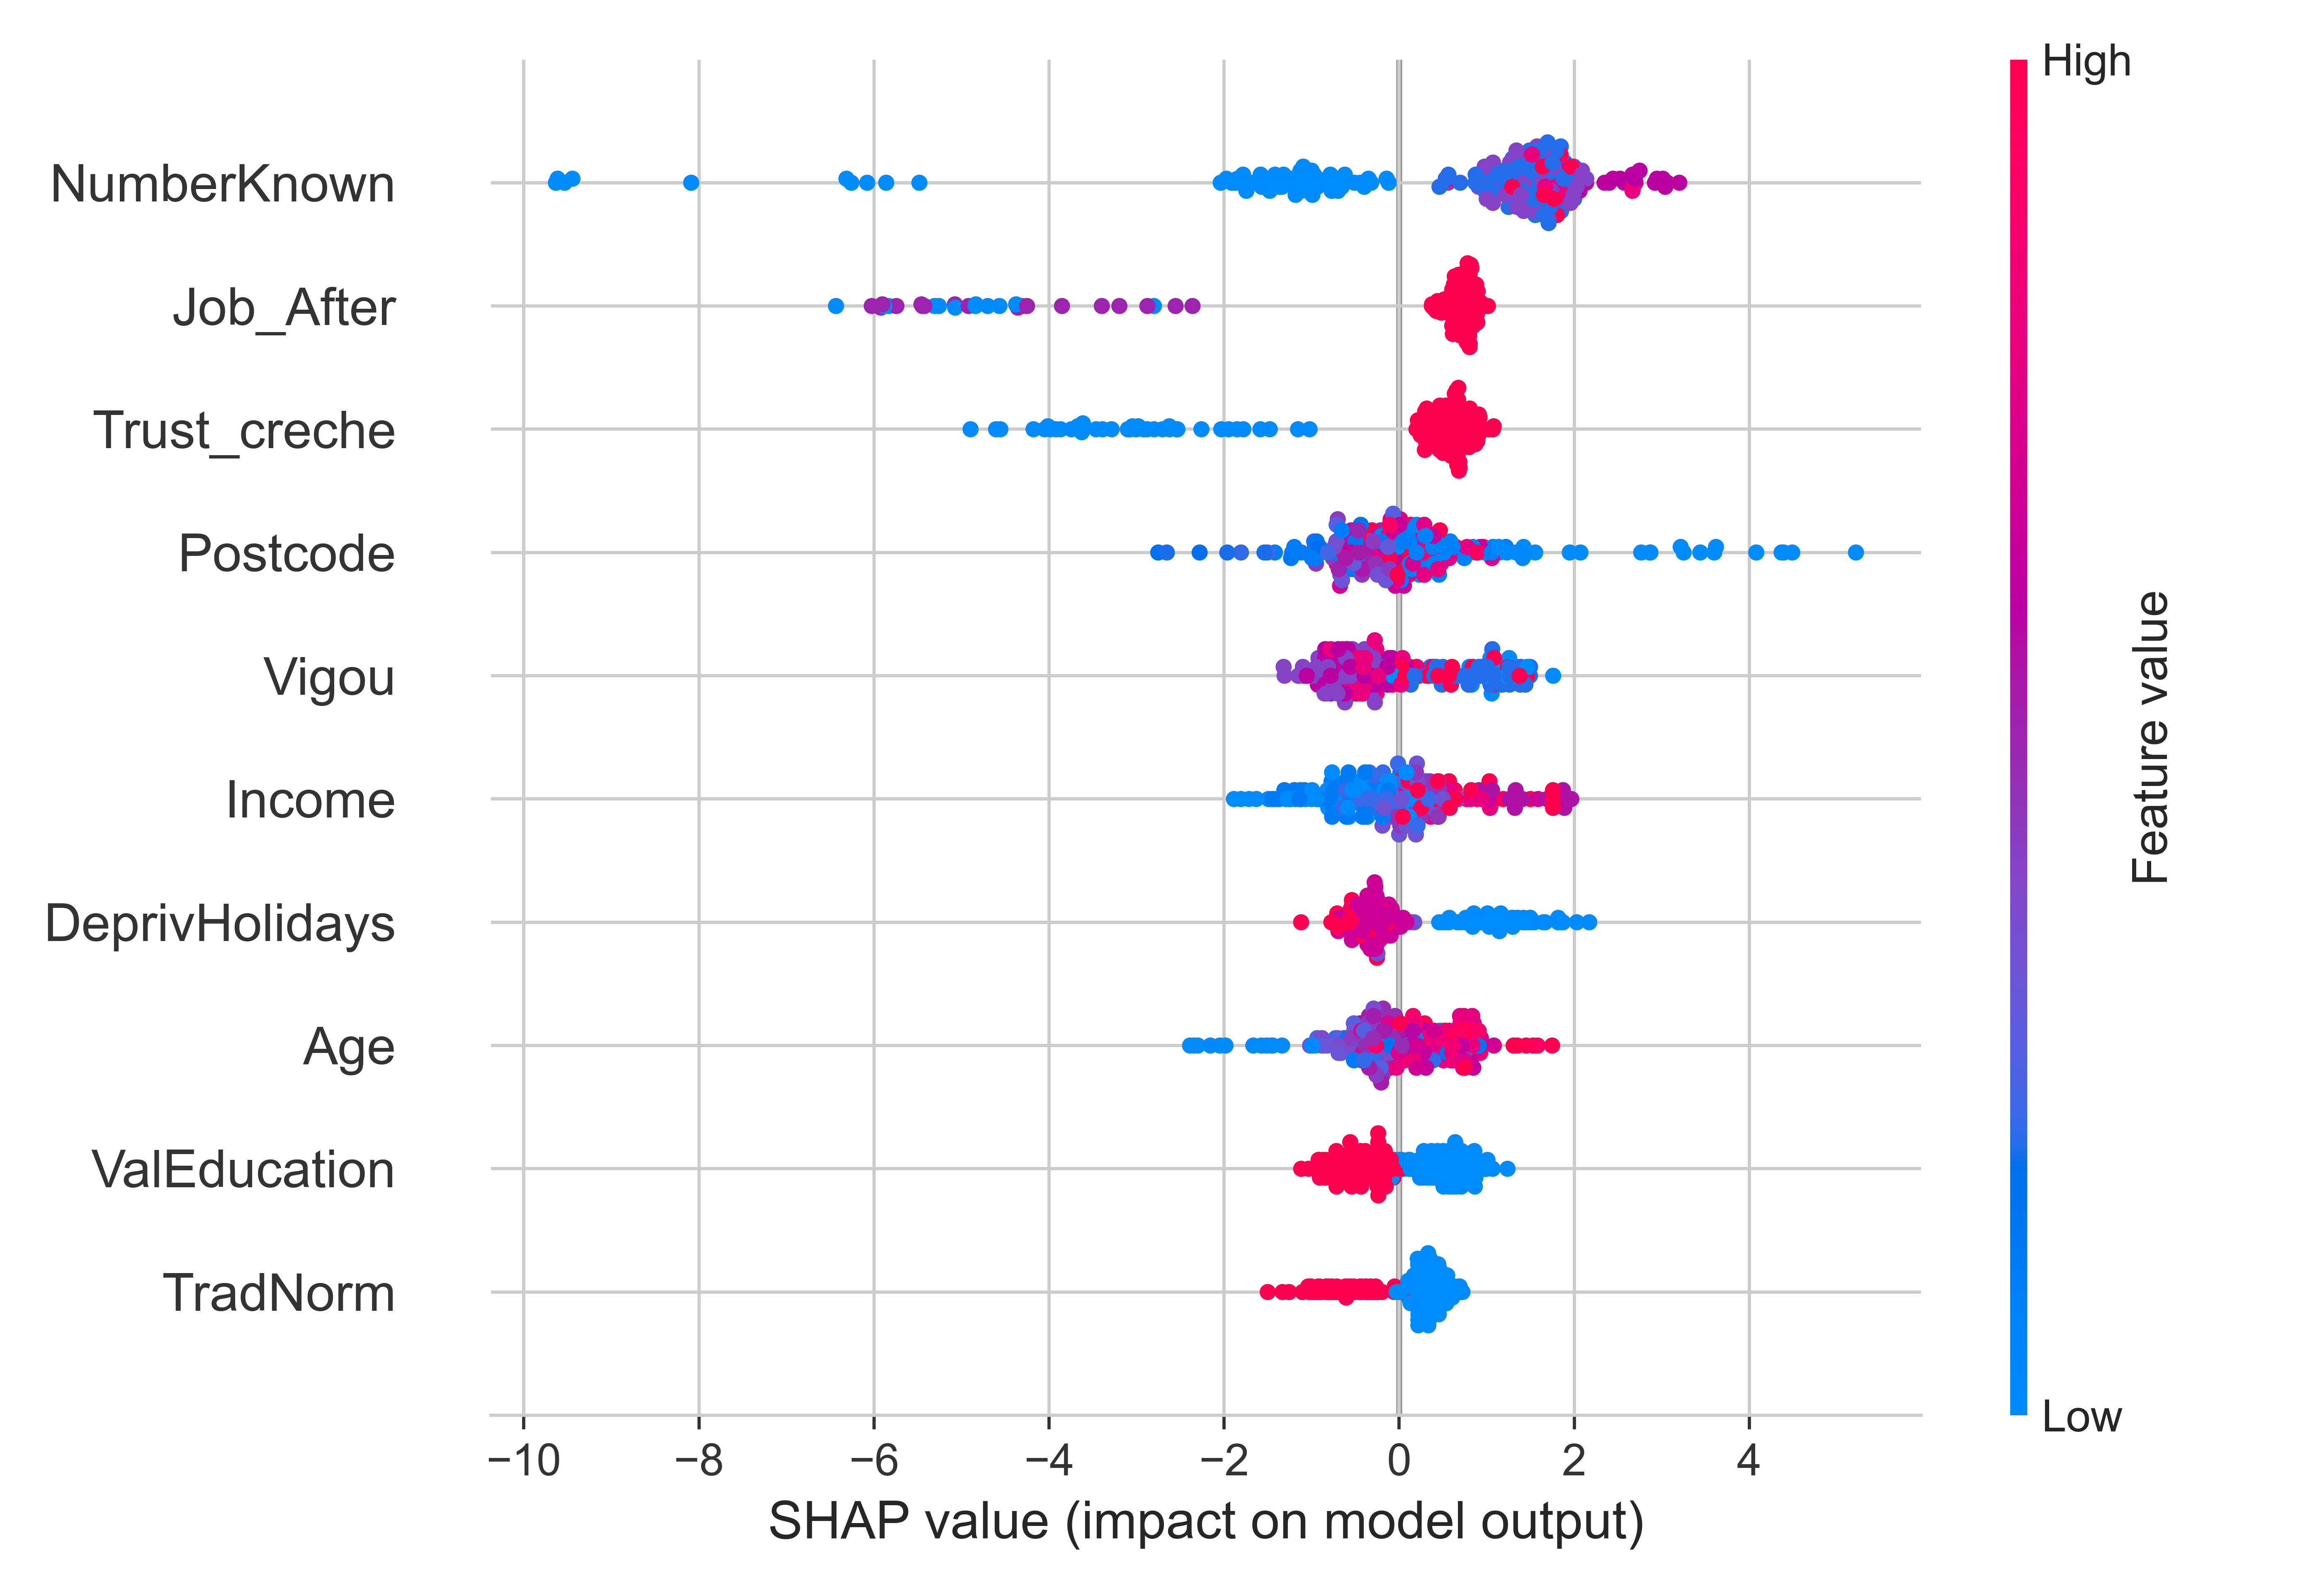 High
NumberKnown
Job_After
Trust_creche
Postcode
Vigou
Income
DeprivHolidays
Age
ValEducation
TradNorm
Feature value
Low
−10 −8 −6 −4 −2 0 2 4
SHAP value (impact on model output)